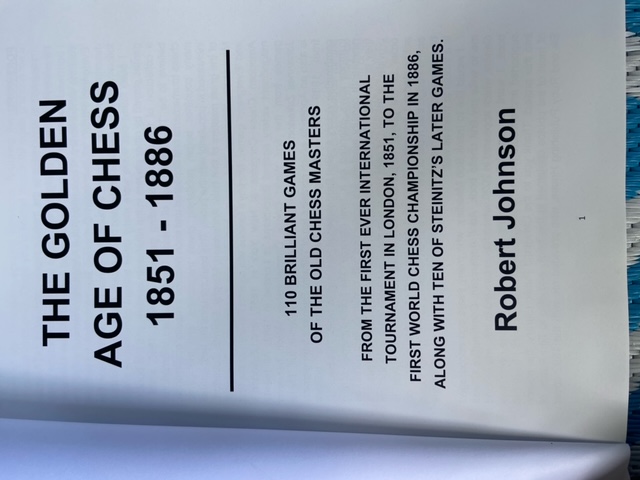 THE GOLDEN
AGE OF CHESS
1851 - 1886
110 BRILLIANT GAMES
OF THE OLD CHESS MASTERS
FROM THE FIRST EVER INTERNATIONAL
TOURNAMENT IN LONDON, 1851, TO THE
FIRST WORLD CHESS CHAMPIONSHIP IN 1886,
ALONG WITH TEN OF STEINITZ'S LATER GAMES.
Robert Johnson
1